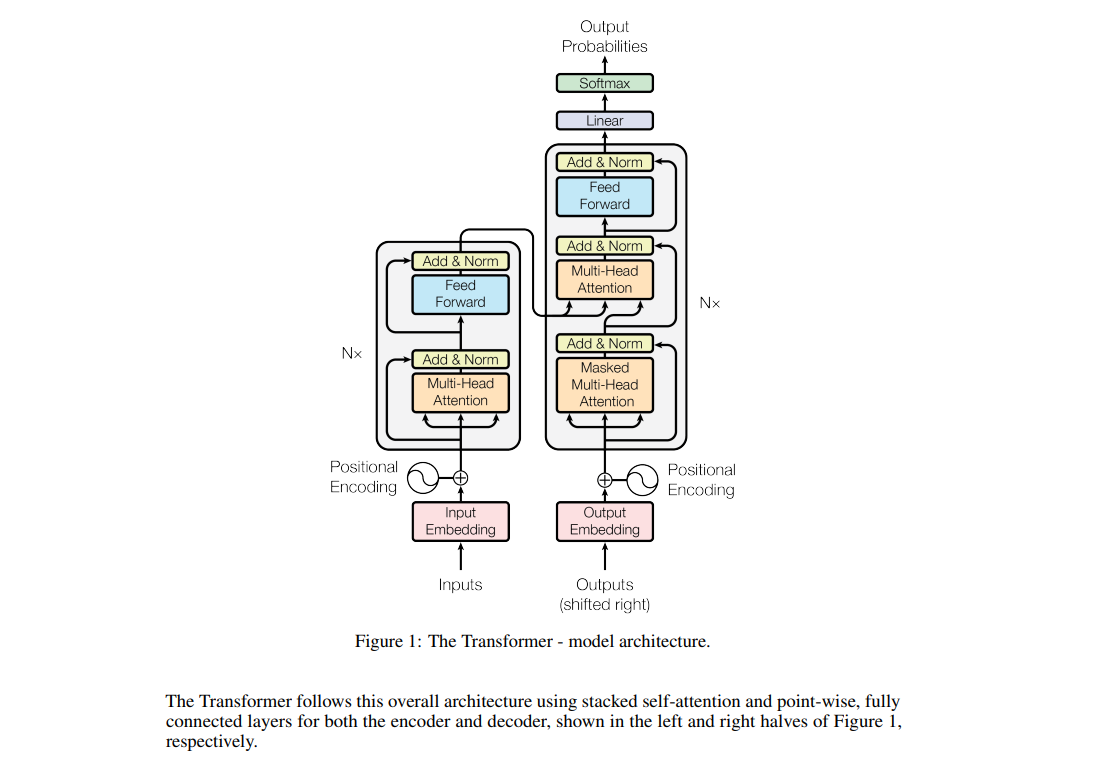 Output
Probabilities
Softmax
Linear
Add & Norm
Feed
Forward
Add & Norm
Multi-Head
Attention
Add & Norm
Masked
Multi-Head
Attention
Nx
Add & Norm
Feed
Forward
Add & Norm
Multi-Head
Attention
Nx
Positional
Encoding
Positional
Encoding
Input
Embedding
Output
Embedding
Inputs
Outputs
(shifted right)
Figure 1: The Transformer - model architecture.
The Transformer follows this overall architecture using stacked self-attention and point-wise, fully
connected layers for both the encoder and decoder, shown in the left and right halves of Figure 1,
respectively.